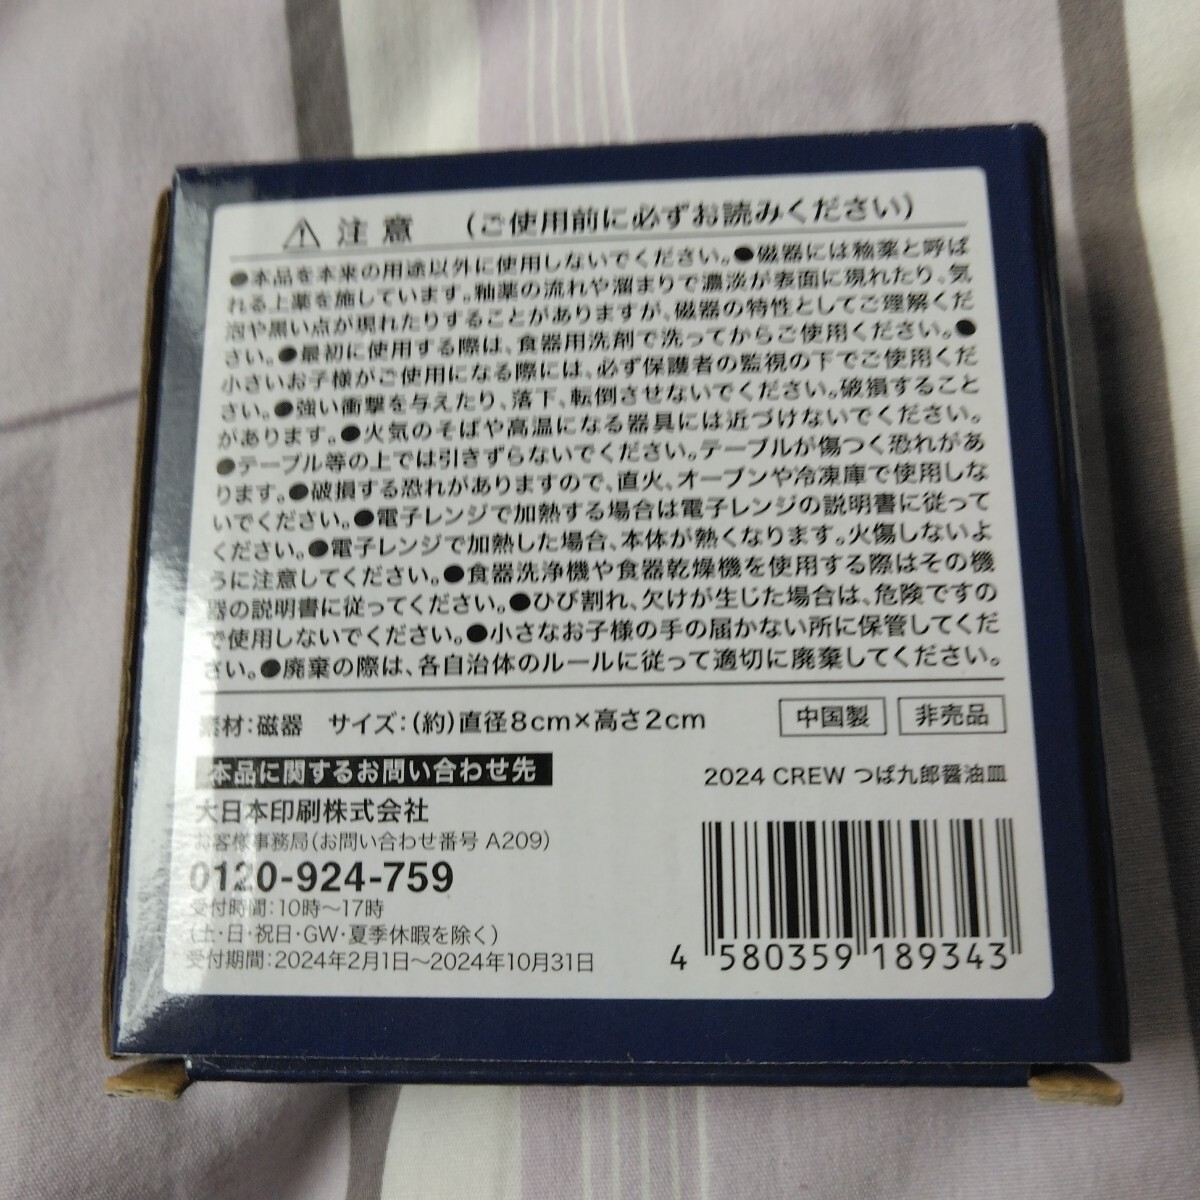 ⚠ 注意 (ご使用前に必ずお読みください)
●本品を本来の用途以外に使用しないでください。●磁器には釉薬と呼ば
れる上薬を施しています。釉薬の流れや溜まりで濃淡が表面に現れたり、気
泡や黒い点が現れたりすることがありますが、磁器の特性としてご理解くだ
さい。●最初に使用する際は、食器用洗剤で洗ってからご使用ください。●
小さいお子様がご使用になる際には、必ず保護者の監視の下でご使用くだ
さい。●強い衝撃を与えたり、落下、転倒させないでください。破損すること
があります。●火気のそばや高温になる器具には近づけないでください。
●テーブル等の上では引きずらないでください。テーブルが傷つく恐れがあ
ります。●破損する恐れがありますので、直火、オーブンや冷凍庫で使用しな
いでください。●電子レンジで加熱する場合は電子レンジの説明書に従って
ください。●電子レンジで加熱した場合、本体が熱くなります。火傷しないよ
うに注意してください。●食器洗浄機や食器乾燥機を使用する際はその機
器の説明書に従ってください。●ひび割れ、欠けが生じた場合は、危険ですの
で使用しないでください。●小さなお子様の手の届かない所に保管してくだ
さい。●廃棄の際は、各自治体のルールに従って適切に廃棄してください。
素材:磁器 サイズ:(約)直径8cm×高さ2cm 中国製 非売品
本品に関するお問い合わせ先
2024 CREW つば九郎醤油皿
大日本印刷株式会社
お客様事務局(お問い合わせ番号 A209)
0120-924-759
受付時間:10時〜17時
(土・日・祝日・GW・夏季休暇を除く)
受付期間:2024年2月1日〜2024年10月31日
4 580359 189343